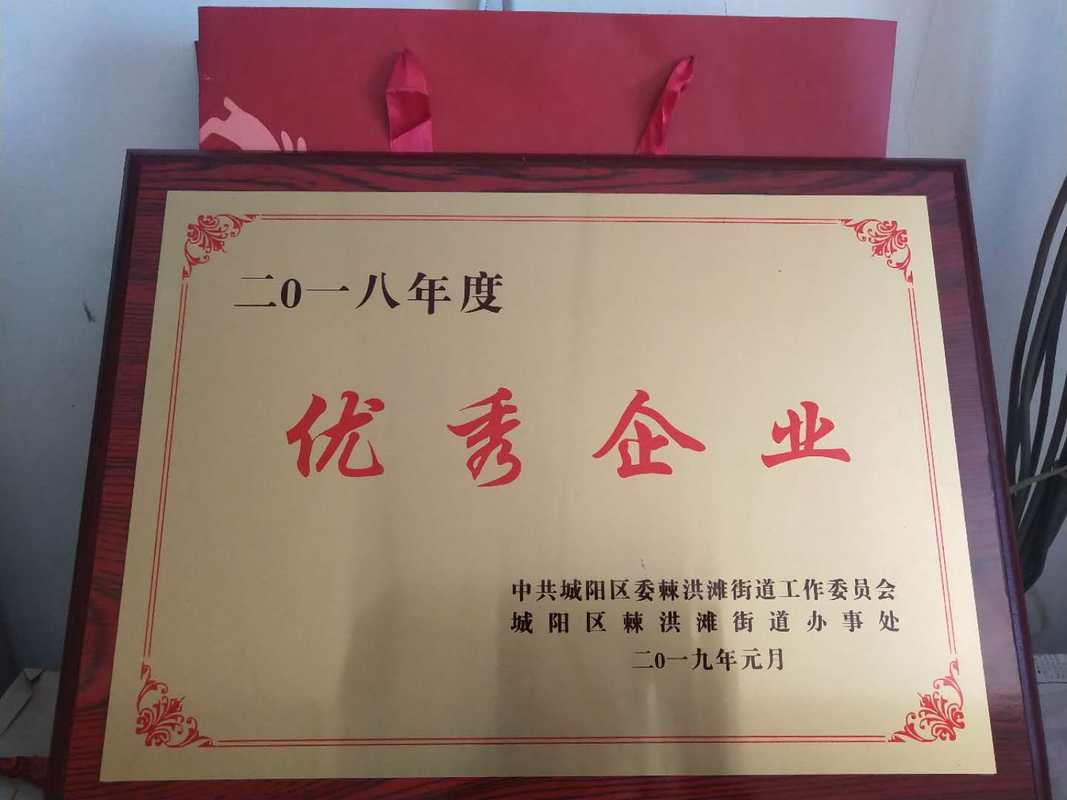 二0一八年度
优秀企业
中共城阳区委棘洪滩街道工作委员会
城阳区棘洪滩街道办事处
二0一九年元月